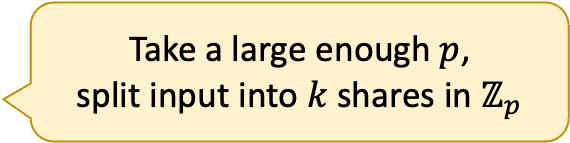 Take a large enough 𝑝,
split input into 𝑘 shares in ℤ𝑝